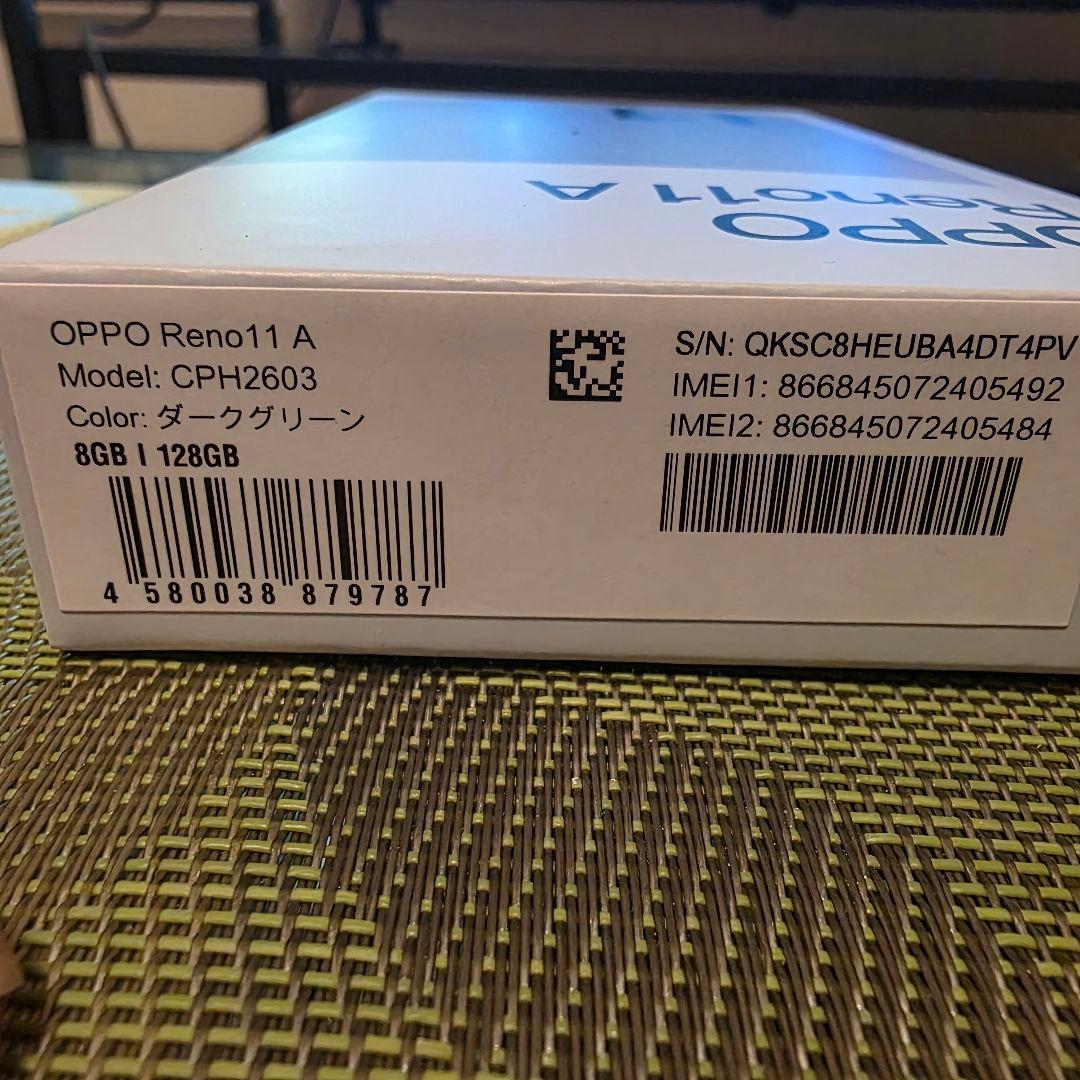 OPPO
Reno11 A
OPPO Reno11 A
Model: CPH2603
Color: ダークグリーン
8GB | 128GB
4 580038 879787
S/N: QKSC8HEUBA4DT4PV
IMEI1: 866845072405492
IMEI2: 866845072405484